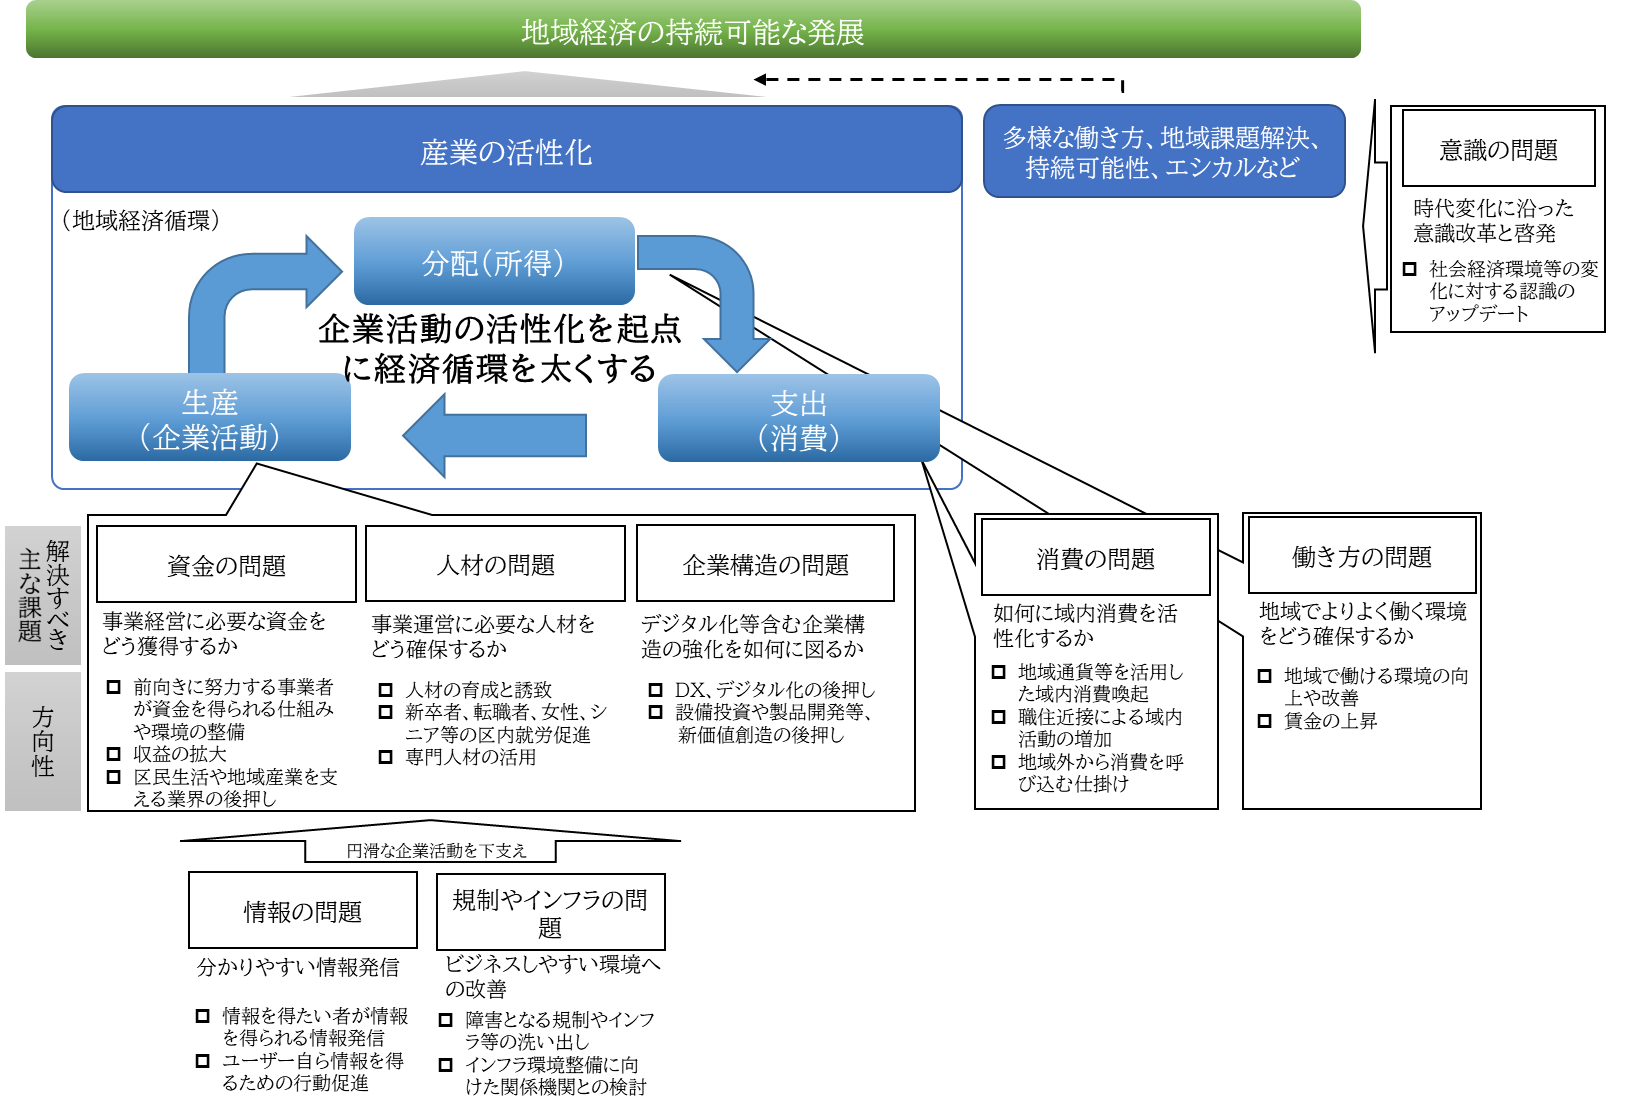 地域経済の持続可能な発展
産業の活性化
多様な働き方、地域課題解決、
持続可能性、エシカルなど
意識の問題
時代変化に沿った
意識改革と啓発
社会経済環境等の変
化に対する認識の
アップデート
（地域経済循環）
分配（所得）
企業活動の活性化を起点
に経済循環を太くする
生産
（企業活動）
支出
（消費）
解決すべき
主な課題
方向性
資金の問題
事業経営に必要な資金を
どう獲得するか
前向きに努力する事業者
が資金を得られる仕組み
や環境の整備
収益の拡大
区民生活や地域産業を支
える業界の後押し
人材の問題
事業運営に必要な人材を
どう確保するか
人材の育成と誘致
新卒者、転職者、女性、シ
ニア等の区内就労促進
専門人材の活用
企業構造の問題
デジタル化等含む企業構
造の強化を如何に図るか
DX、デジタル化の後押し
設備投資や製品開発等、
新価値創造の後押し
消費の問題
如何に域内消費を活
性化するか
地域通貨等を活用し
た域内消費喚起
職住近接による域内
活動の増加
地域外から消費を呼
び込む仕掛け
働き方の問題
地域でよりよく働く環境
をどう確保するか
地域で働ける環境の向
上や改善
賃金の上昇
円滑な企業活動を下支え
情報の問題
分かりやすい情報発信
情報を得たい者が情報
を得られる情報発信
ユーザー自ら情報を得
るための行動促進
規制やインフラの問
題
ビジネスしやすい環境へ
の改善
障害となる規制やインフ
ラ等の洗い出し
インフラ環境整備に向
けた関係機関との検討